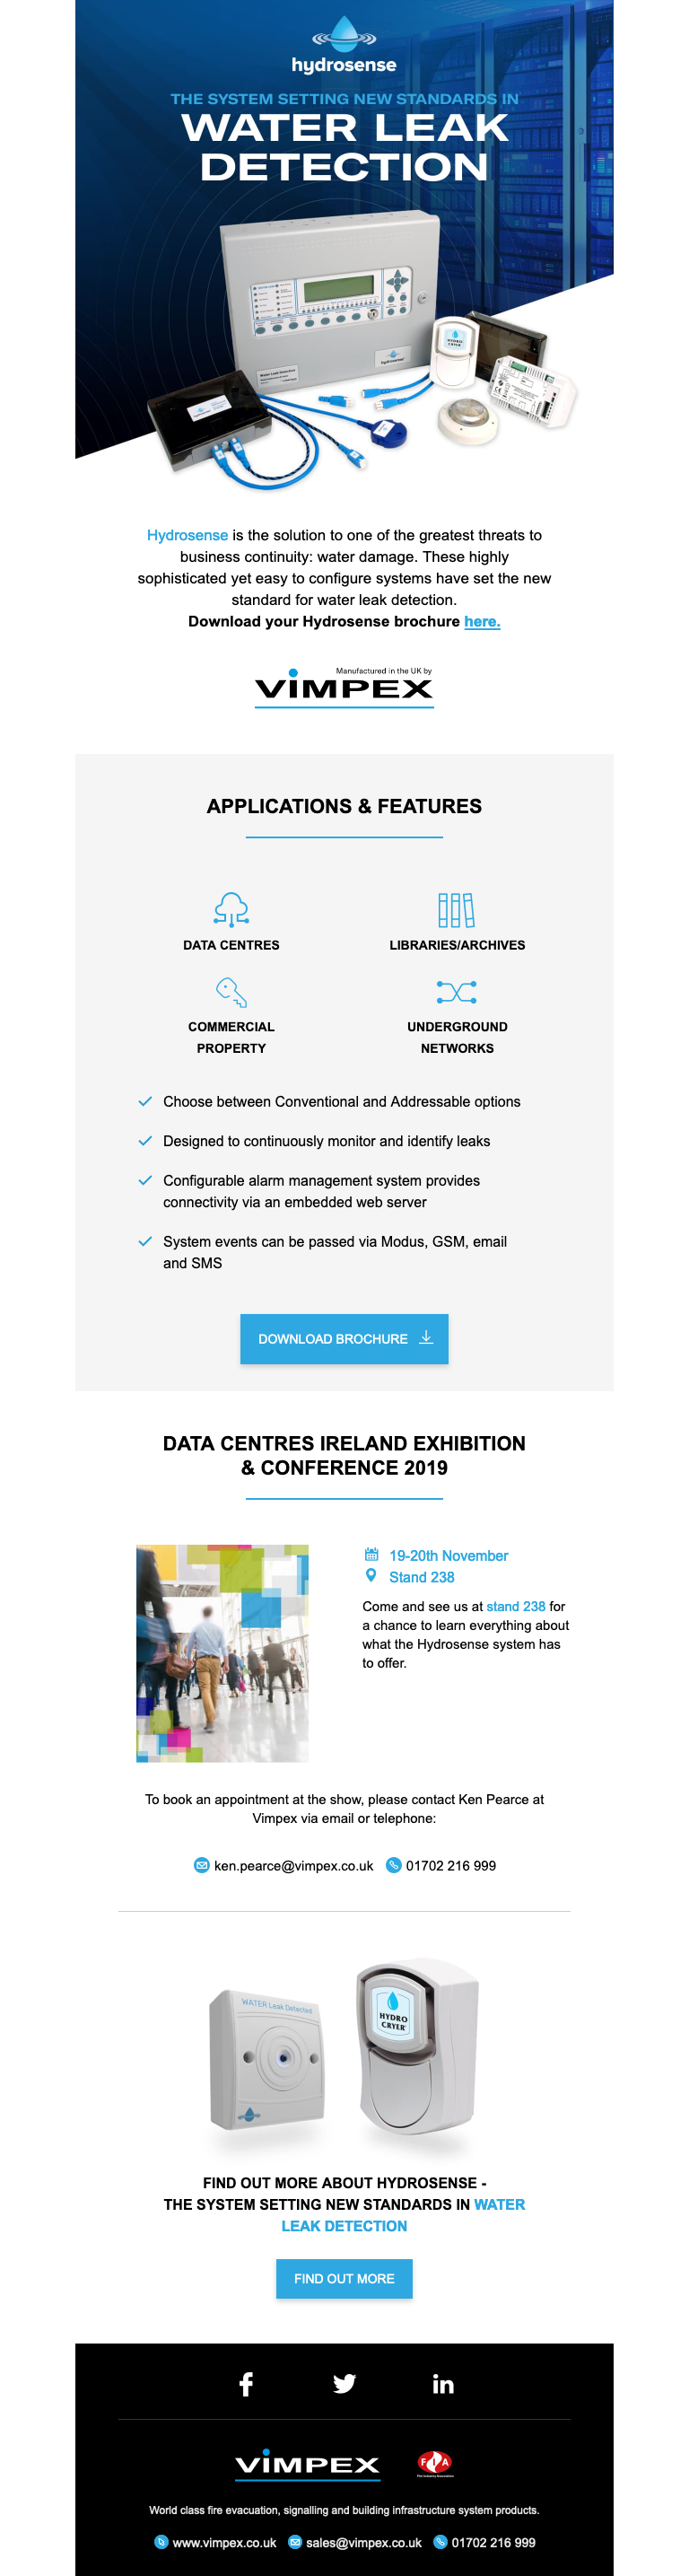 hydrosense
THE SYSTEM SETTING NEW STANDARDS IN
WATER LEAK
DETECTION
Water Leak Detection
hydrosense
HYDRO
CRYER
Hydrosense is the solution to one of the greatest threats to
business continuity: water damage. These highly
sophisticated yet easy to configure systems have set the new
standard for water leak detection.
Download your Hydrosense brochure here.
Manufactured in the UK by
VIMPEX
APPLICATIONS & FEATURES
DATA CENTRES
LIBRARIES/ARCHIVES
COMMERCIAL
PROPERTY
UNDERGROUND
NETWORKS
Choose between Conventional and Addressable options
Designed to continuously monitor and identify leaks
Configurable alarm management system provides
connectivity via an embedded web server
System events can be passed via Modus, GSM, email
and SMS
DOWNLOAD BROCHURE
DATA CENTRES IRELAND EXHIBITION
& CONFERENCE 2019
19-20th November
Stand 238
Come and see us at stand 238 for
a chance to learn everything about
what the Hydrosense system has
to offer.
To book an appointment at the show, please contact Ken Pearce at
Vimpex via email or telephone:
ken.pearce@vimpex.co.uk 01702 216 999
WATER Leak Detected
HYDRO
CRYER
FIND OUT MORE ABOUT HYDROSENSE -
THE SYSTEM SETTING NEW STANDARDS IN WATER
LEAK DETECTION
FIND OUT MORE
VIMPEX
FIA
World class fire evacuation, signalling and building infrastructure system products.
www.vimpex.co.uk sales@vimpex.co.uk 01702 216 999